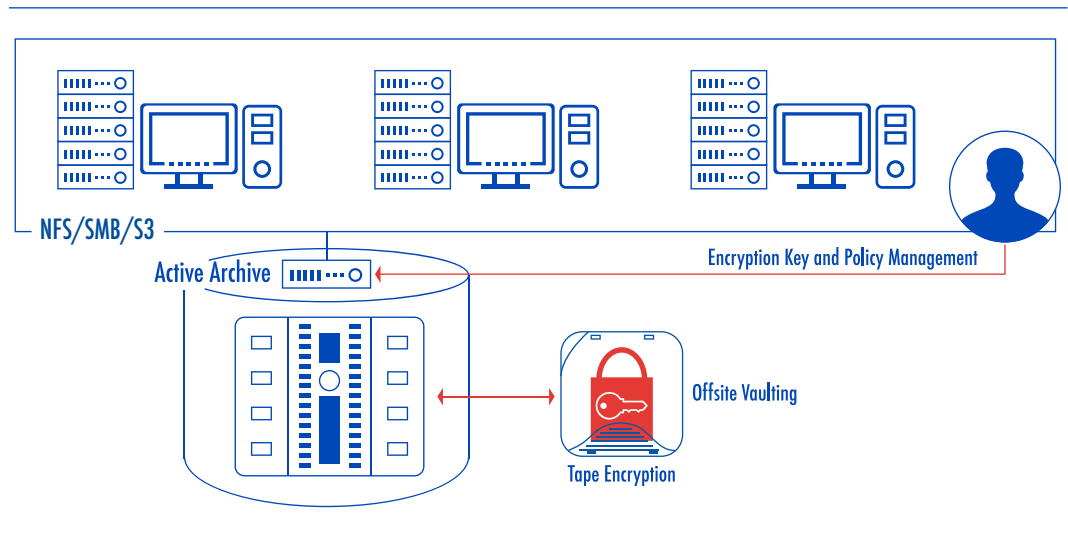 NFS/SMB/S3
Encryption Key and Policy Management
Active Archive
Offsite Vaulting
Tape Encryption